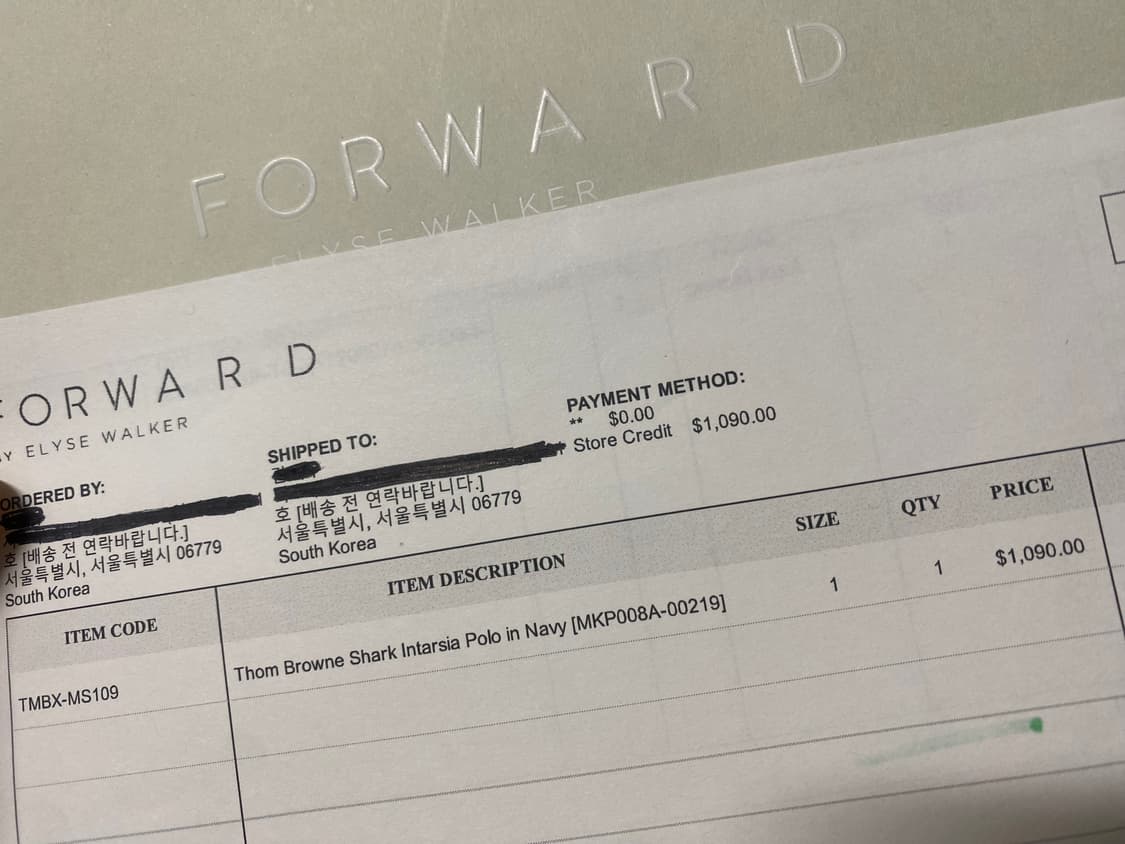 FORWARD
ELYSE WALKER
FORWARD
BY ELYSE WALKER
ORDERED BY:
호 [배송 전 연락바랍니다.]
서울특별시, 서울특별시 06779
South Korea
SHIPPED TO:
호 [배송 전 연락바랍니다.]
서울특별시, 서울특별시 06779
South Korea
PAYMENT METHOD:
** $0.00
Store Credit $1,090.00
ITEM CODE ITEM DESCRIPTION SIZE QTY PRICE
TMBX-MS109 Thom Browne Shark Intarsia Polo in Navy [MKP008A-00219] 1 1 $1,090.00